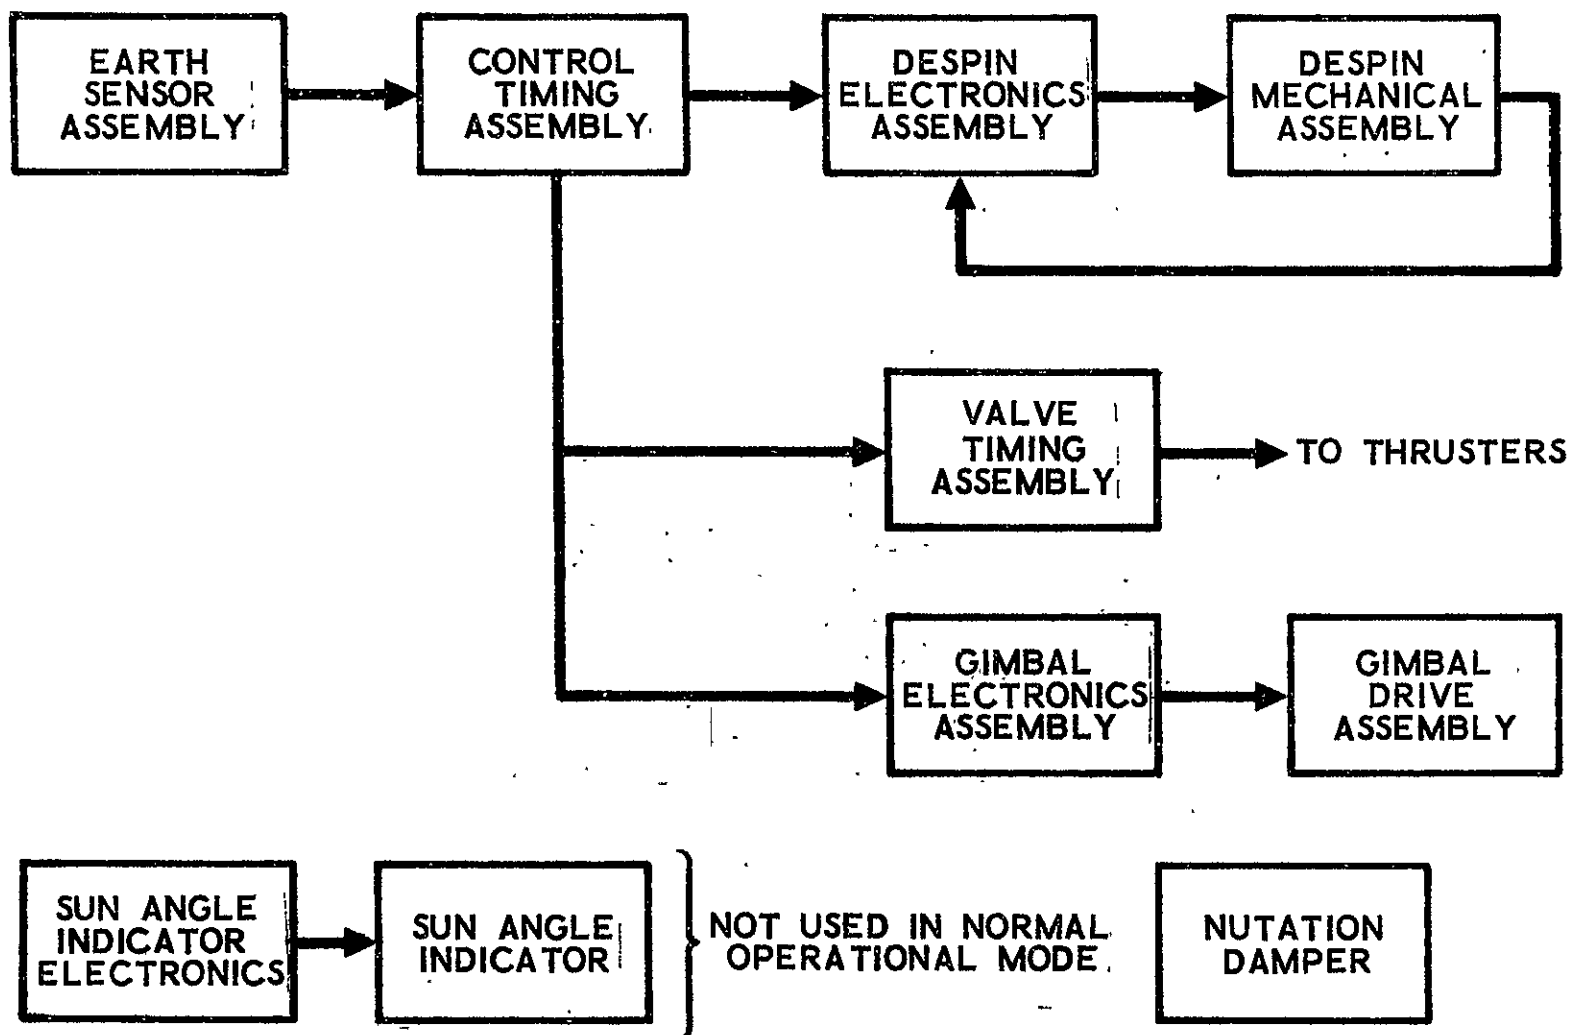 EARTH
SENSOR
ASSEMBLY
CONTROL
TIMING
ASSEMBLY
DESPIN
ELECTRONICS
ASSEMBLY
DESPIN
MECHANICAL
ASSEMBLY
VALVE
TIMING
ASSEMBLY
TO THRUSTERS
GIMBAL
ELECTRONICS
ASSEMBLY
GIMBAL
DRIVE
ASSEMBLY
SUN ANGLE
INDICATOR
ELECTRONICS
SUN ANGLE
INDICATOR
NOT USED IN NORMAL
OPERATIONAL MODE
NUTATION
DAMPER